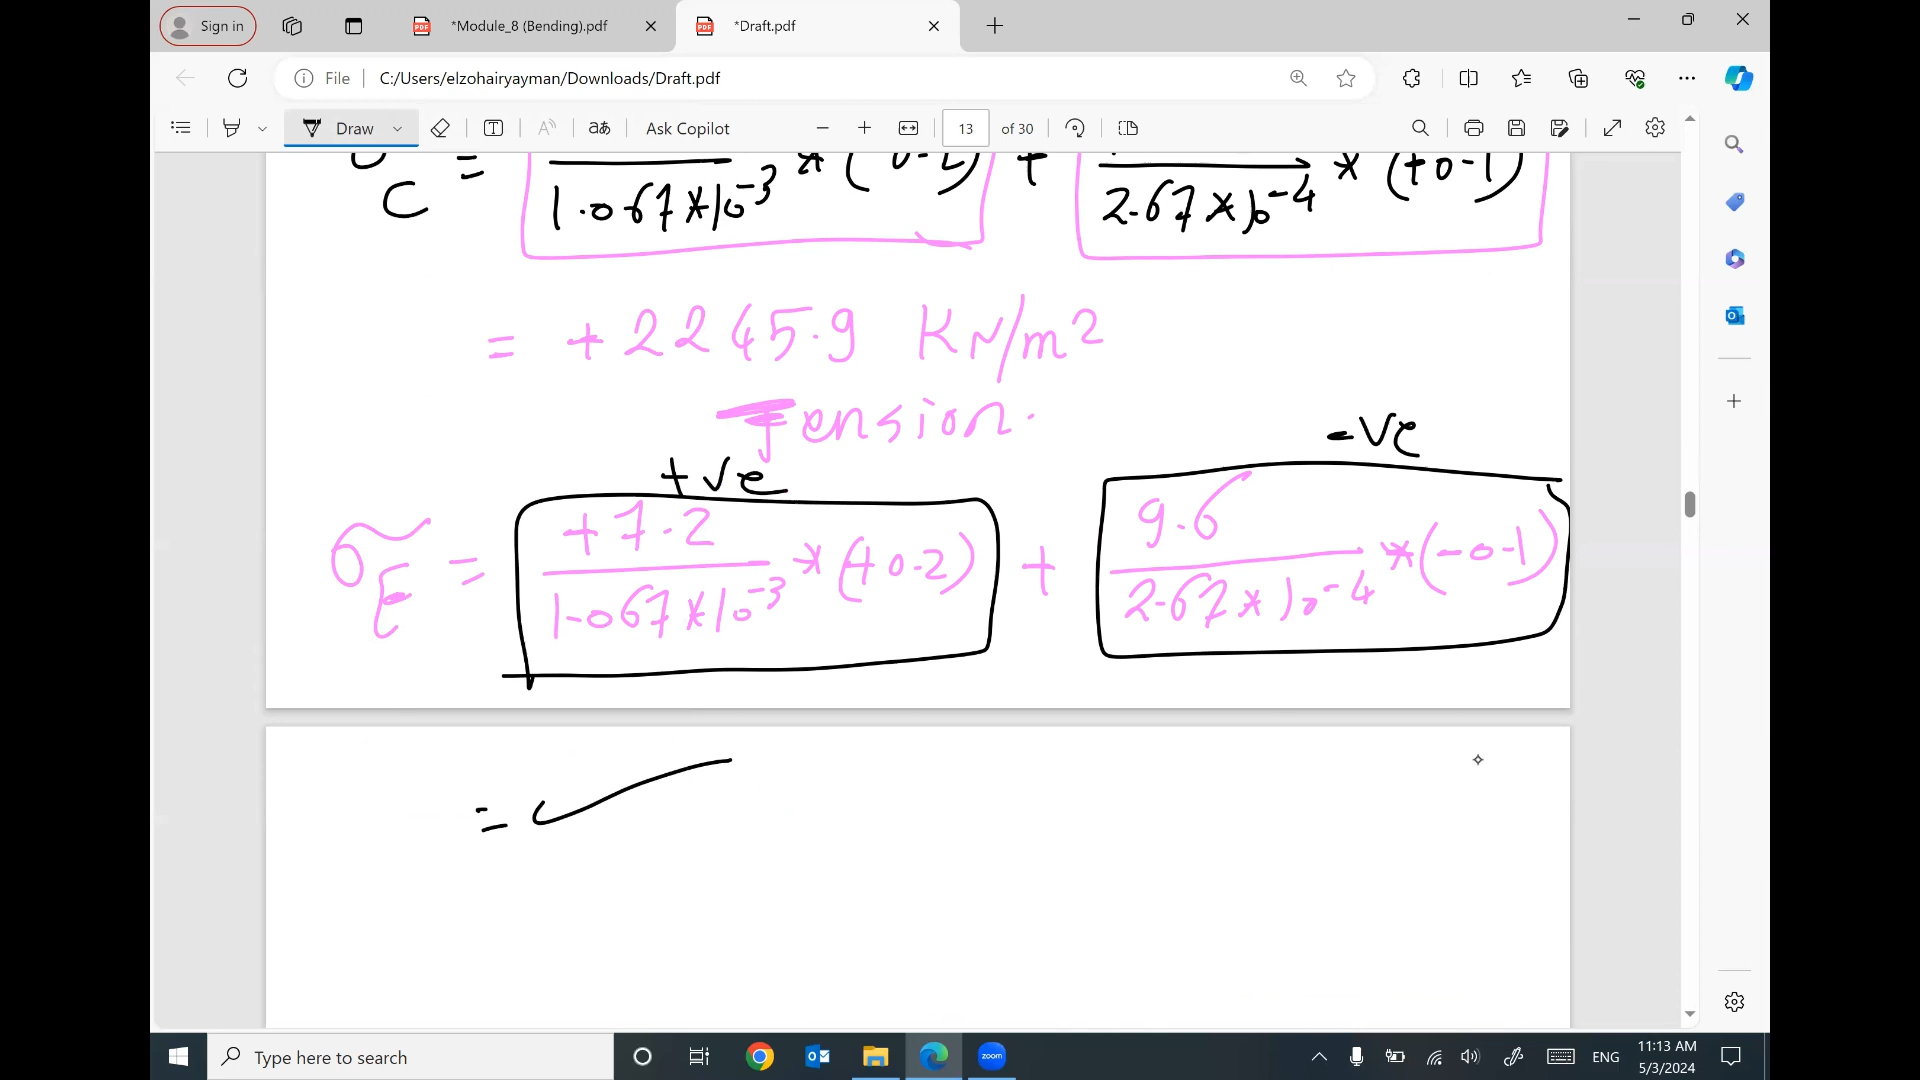 Sign in
*Module_8 (Bending).pdf
*Draft.pdf
File
C:/Users/elzohairyayman/Downloads/Draft.pdf
Draw
aあ
Ask Copilot
13
of 30
C = 1.067*10^-3 *( 0.2) + 2.67*10^-4 *(+0.1)
= +2245.9 KN/m2
Tension.
+ve
-ve
σE = +7.2 / 1.067*10^-3 *(+0.2) + 9.6 / 2.67*10^-4 *(-0.1)
=
Type here to search
zoom
ENG
11:13 AM
5/3/2024